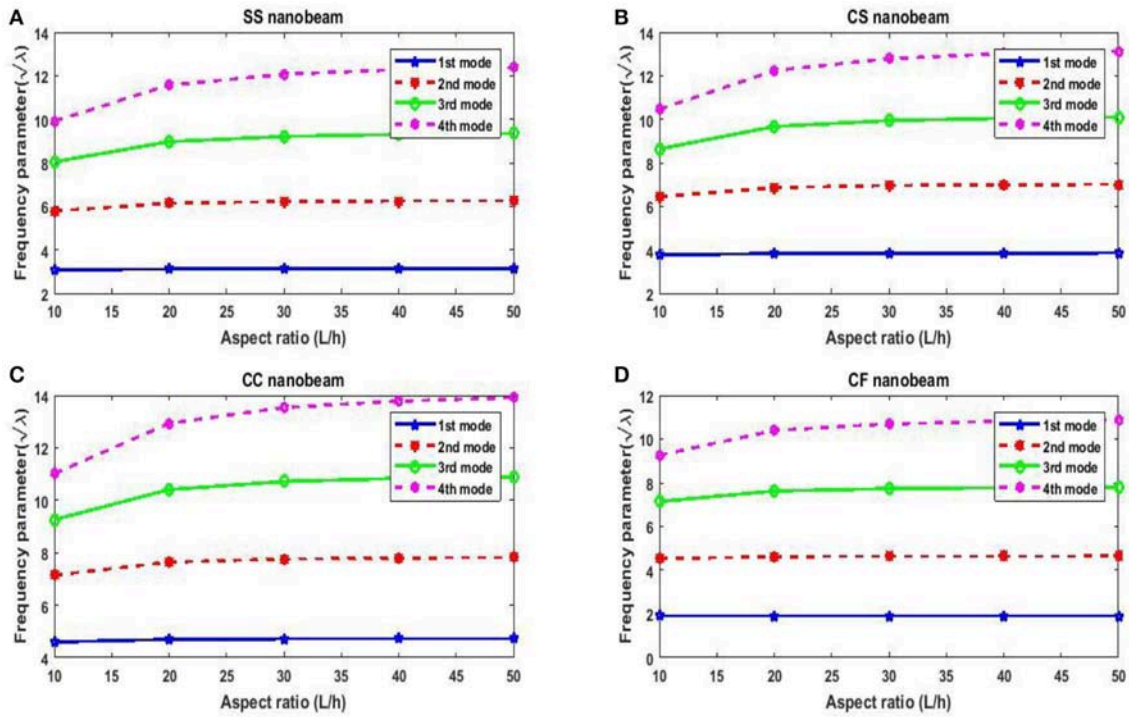 A
SS nanobeam
Frequency parameter(√λ)
14
12
10
8
6
4
2
10 15 20 25 30 35 40 45 50
Aspect ratio (L/h)
1st mode
2nd mode
3rd mode
4th mode
B
CS nanobeam
Frequency parameter(√λ)
14
12
10
8
6
4
2
10 15 20 25 30 35 40 45 50
Aspect ratio (L/h)
1st mode
2nd mode
3rd mode
4th mode
C
CC nanobeam
Frequency parameter(√λ)
14
12
10
8
6
4
10 15 20 25 30 35 40 45 50
Aspect ratio (L/h)
1st mode
2nd mode
3rd mode
4th mode
D
CF nanobeam
Frequency parameter(√λ)
12
10
8
6
4
2
0
10 15 20 25 30 35 40 45 50
Aspect ratio (L/h)
1st mode
2nd mode
3rd mode
4th mode